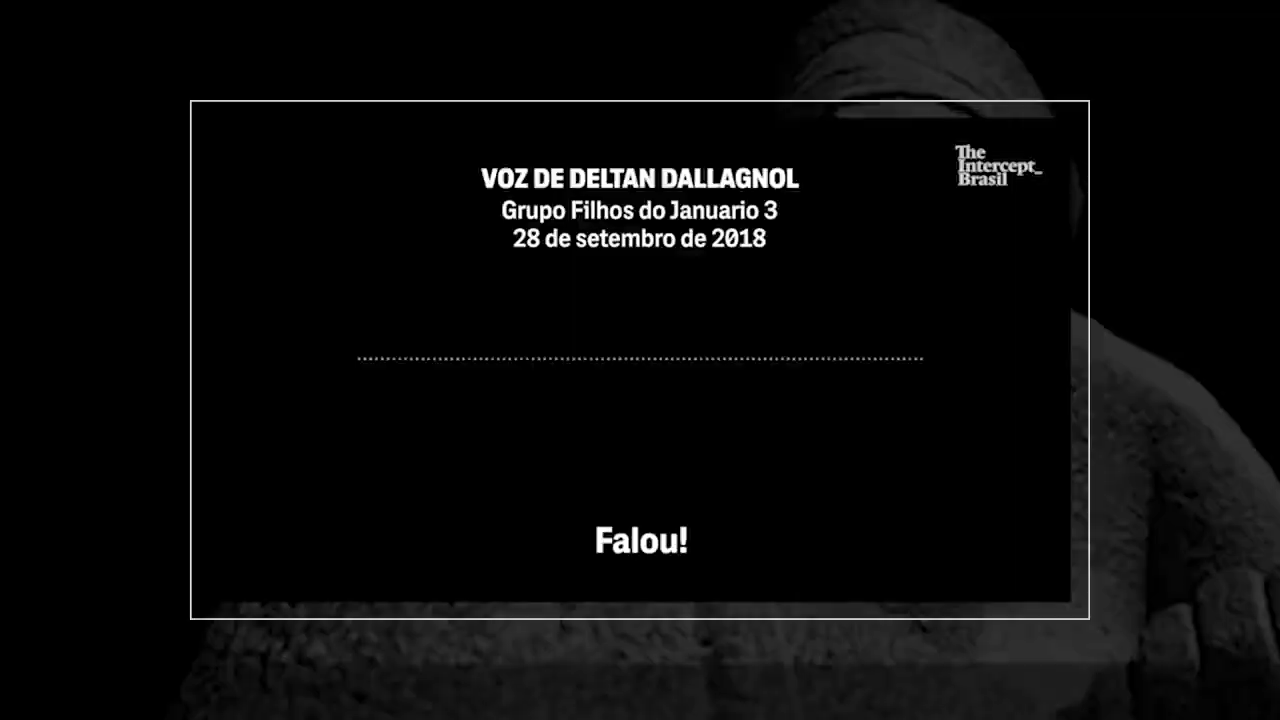 The
Intercept_
Brasil
VOZ DE DELTAN DALLAGNOL
Grupo Filhos do Januario 3
28 de setembro de 2018
Falou!